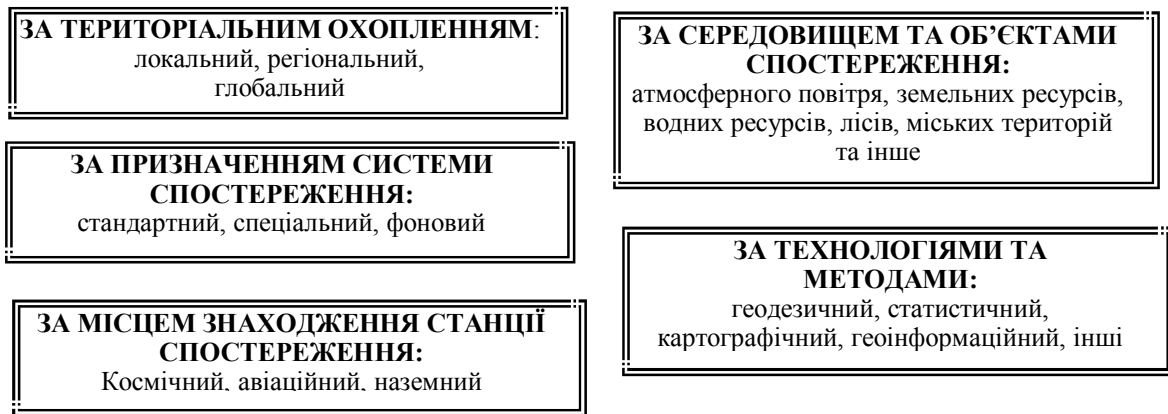 ЗА ТЕРИТОРІАЛЬНИМ ОХОПЛЕННЯМ:
локальний, регіональний,
глобальний
ЗА ПРИЗНАЧЕННЯМ СИСТЕМИ
СПОСТЕРЕЖЕННЯ:
стандартний, спеціальний, фоновий
ЗА МІСЦЕМ ЗНАХОДЖЕННЯ СТАНЦІЇ
СПОСТЕРЕЖЕННЯ:
Космічний, авіаційний, наземний
ЗА СЕРЕДОВИЩЕМ ТА ОБ’ЄКТАМИ
СПОСТЕРЕЖЕННЯ:
атмосферного повітря, земельних ресурсів,
водних ресурсів, лісів, міських територій
та інше
ЗА ТЕХНОЛОГІЯМИ ТА
МЕТОДАМИ:
геодезичний, статистичний,
картографічний, геоінформаційний, інші